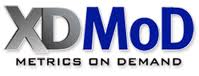 XDMoD
METRICS ON DEMAND